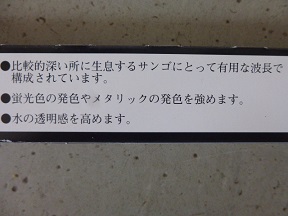 ●比較的深い所に生息するサンゴにとって有用な波長で
構成されています。
●蛍光色の発色やメタリックの発色を強めます。
●水の透明感を高めます。